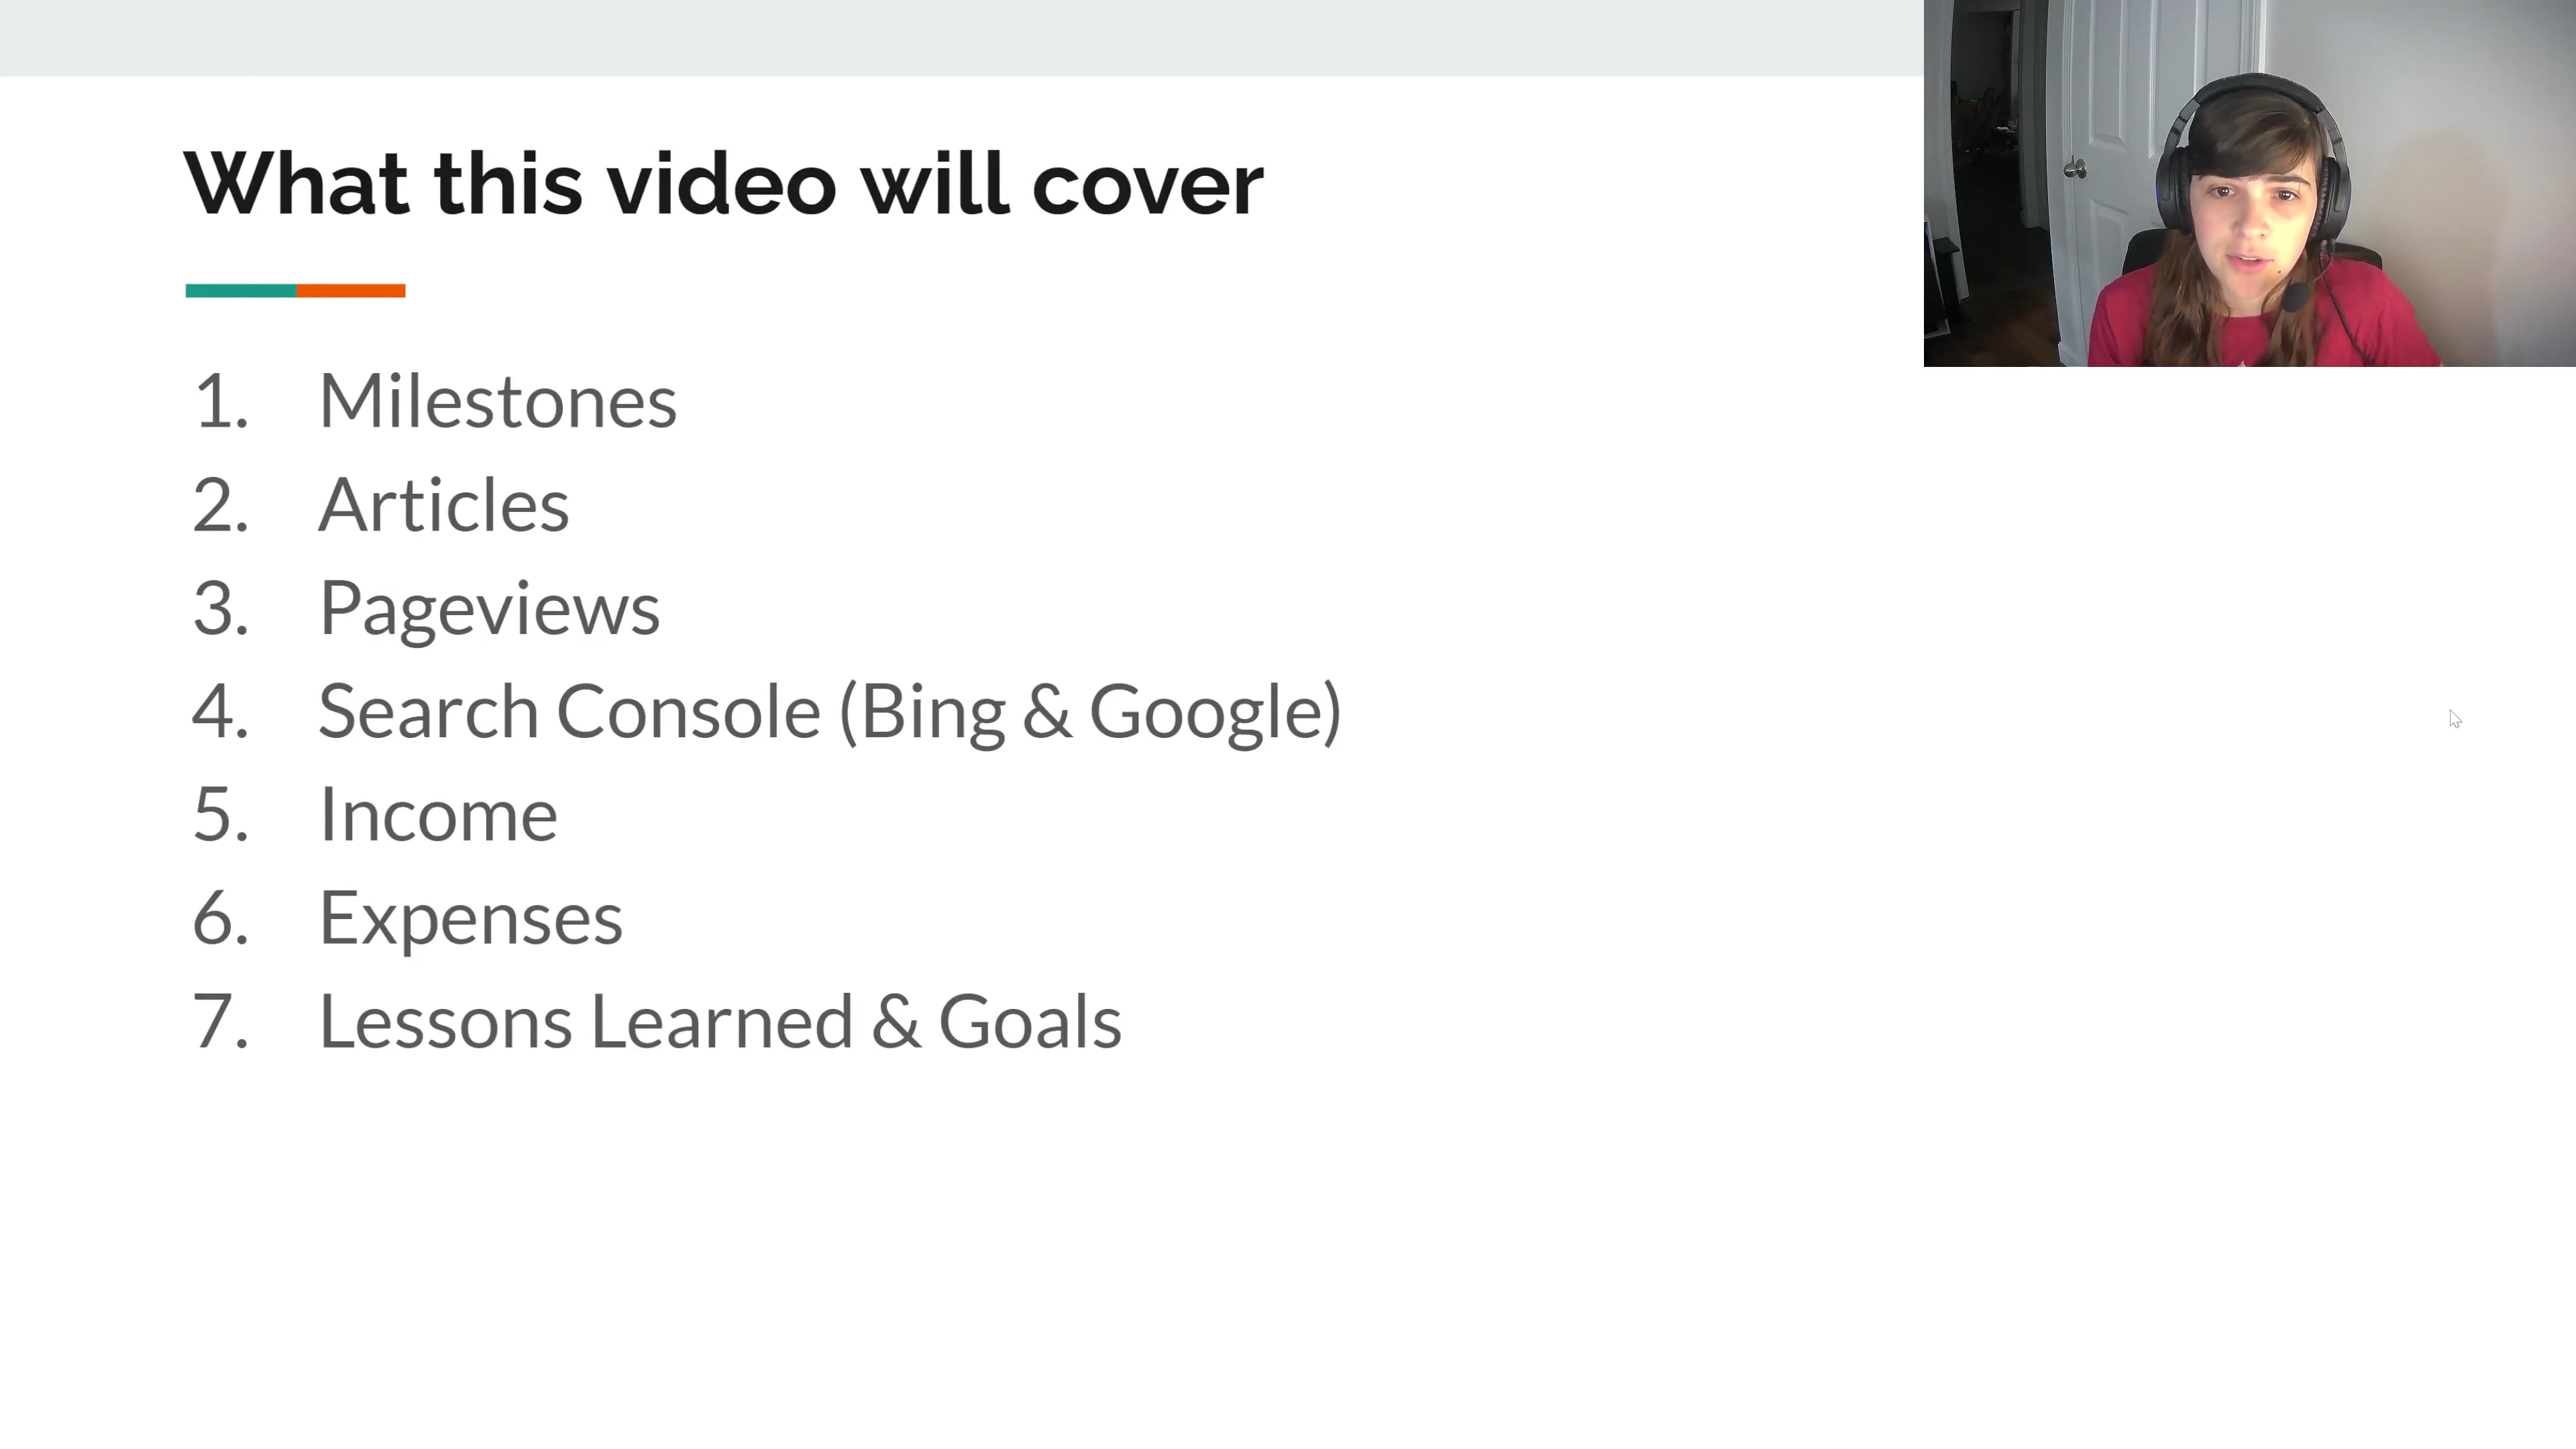 What this video will cover
1. Milestones
2. Articles
3. Pageviews
4. Search Console (Bing & Google)
5. Income
6. Expenses
7. Lessons Learned & Goals